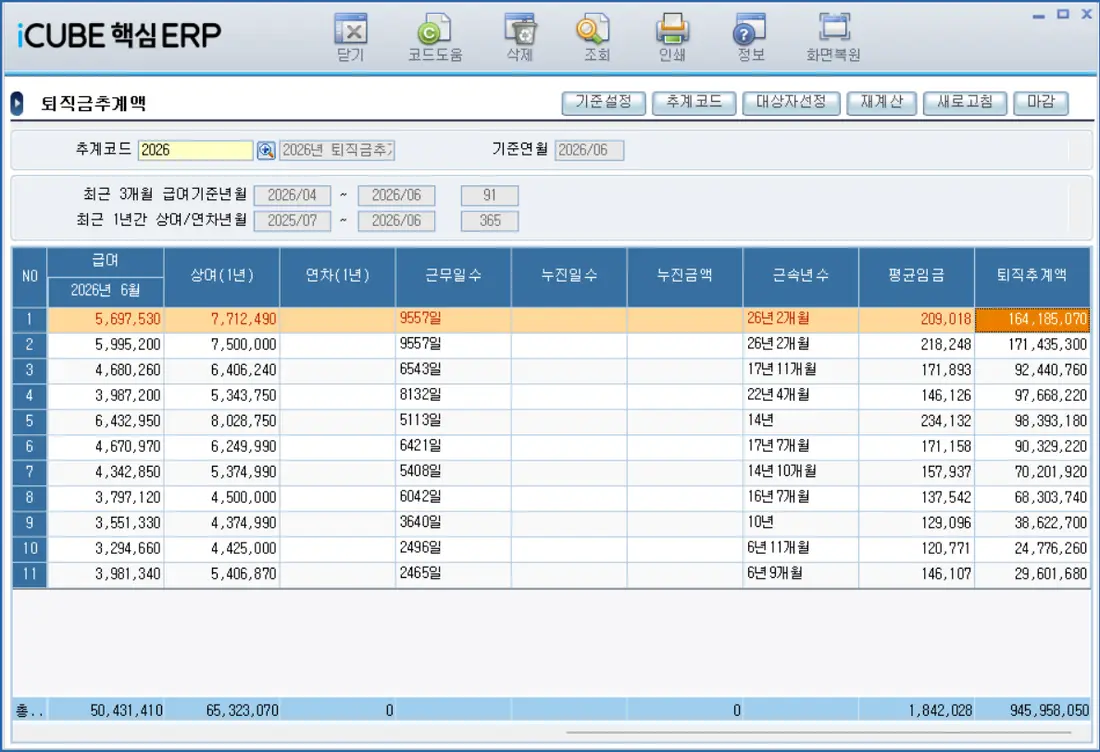 iCUBE 핵심ERP
닫기 코드도움 삭제 조회 인쇄 정보 화면복원
퇴직금추계액 기준설정 추계코드 대상자선정 재계산 새로고침 마감
추계코드 2026 2026년 퇴직금추 기준연월 2026/06
최근 3개월 급여기준년월 2026/04 ~ 2026/06 91
최근 1년간 상여/연차년월 2025/07 ~ 2026/06 365
NO 급여 상여(1년) 연차(1년) 근무일수 누진일수 누진금액 근속년수 평균임금 퇴직추계액
2026년 6월
1 5,697,530 7,712,490 9557일 26년2개월 209,018 164,185,070
2 5,995,200 7,500,000 9557일 26년2개월 218,248 171,435,300
3 4,680,260 6,406,240 6543일 17년11개월 171,893 92,440,760
4 3,987,200 5,343,750 8132일 22년4개월 146,126 97,668,220
5 6,432,950 8,028,750 5113일 14년 234,132 98,393,180
6 4,670,970 6,249,990 6421일 17년7개월 171,158 90,329,220
7 4,342,850 5,374,990 5408일 14년10개월 157,937 70,201,920
8 3,797,120 4,500,000 6042일 16년7개월 137,542 68,303,740
9 3,551,330 4,374,990 3640일 10년 129,096 38,622,700
10 3,294,660 4,425,000 2496일 6년11개월 120,771 24,776,260
11 3,981,340 5,406,870 2465일 6년9개월 146,107 29,601,680
총.. 50,431,410 65,323,070 0 0 1,842,028 945,958,050